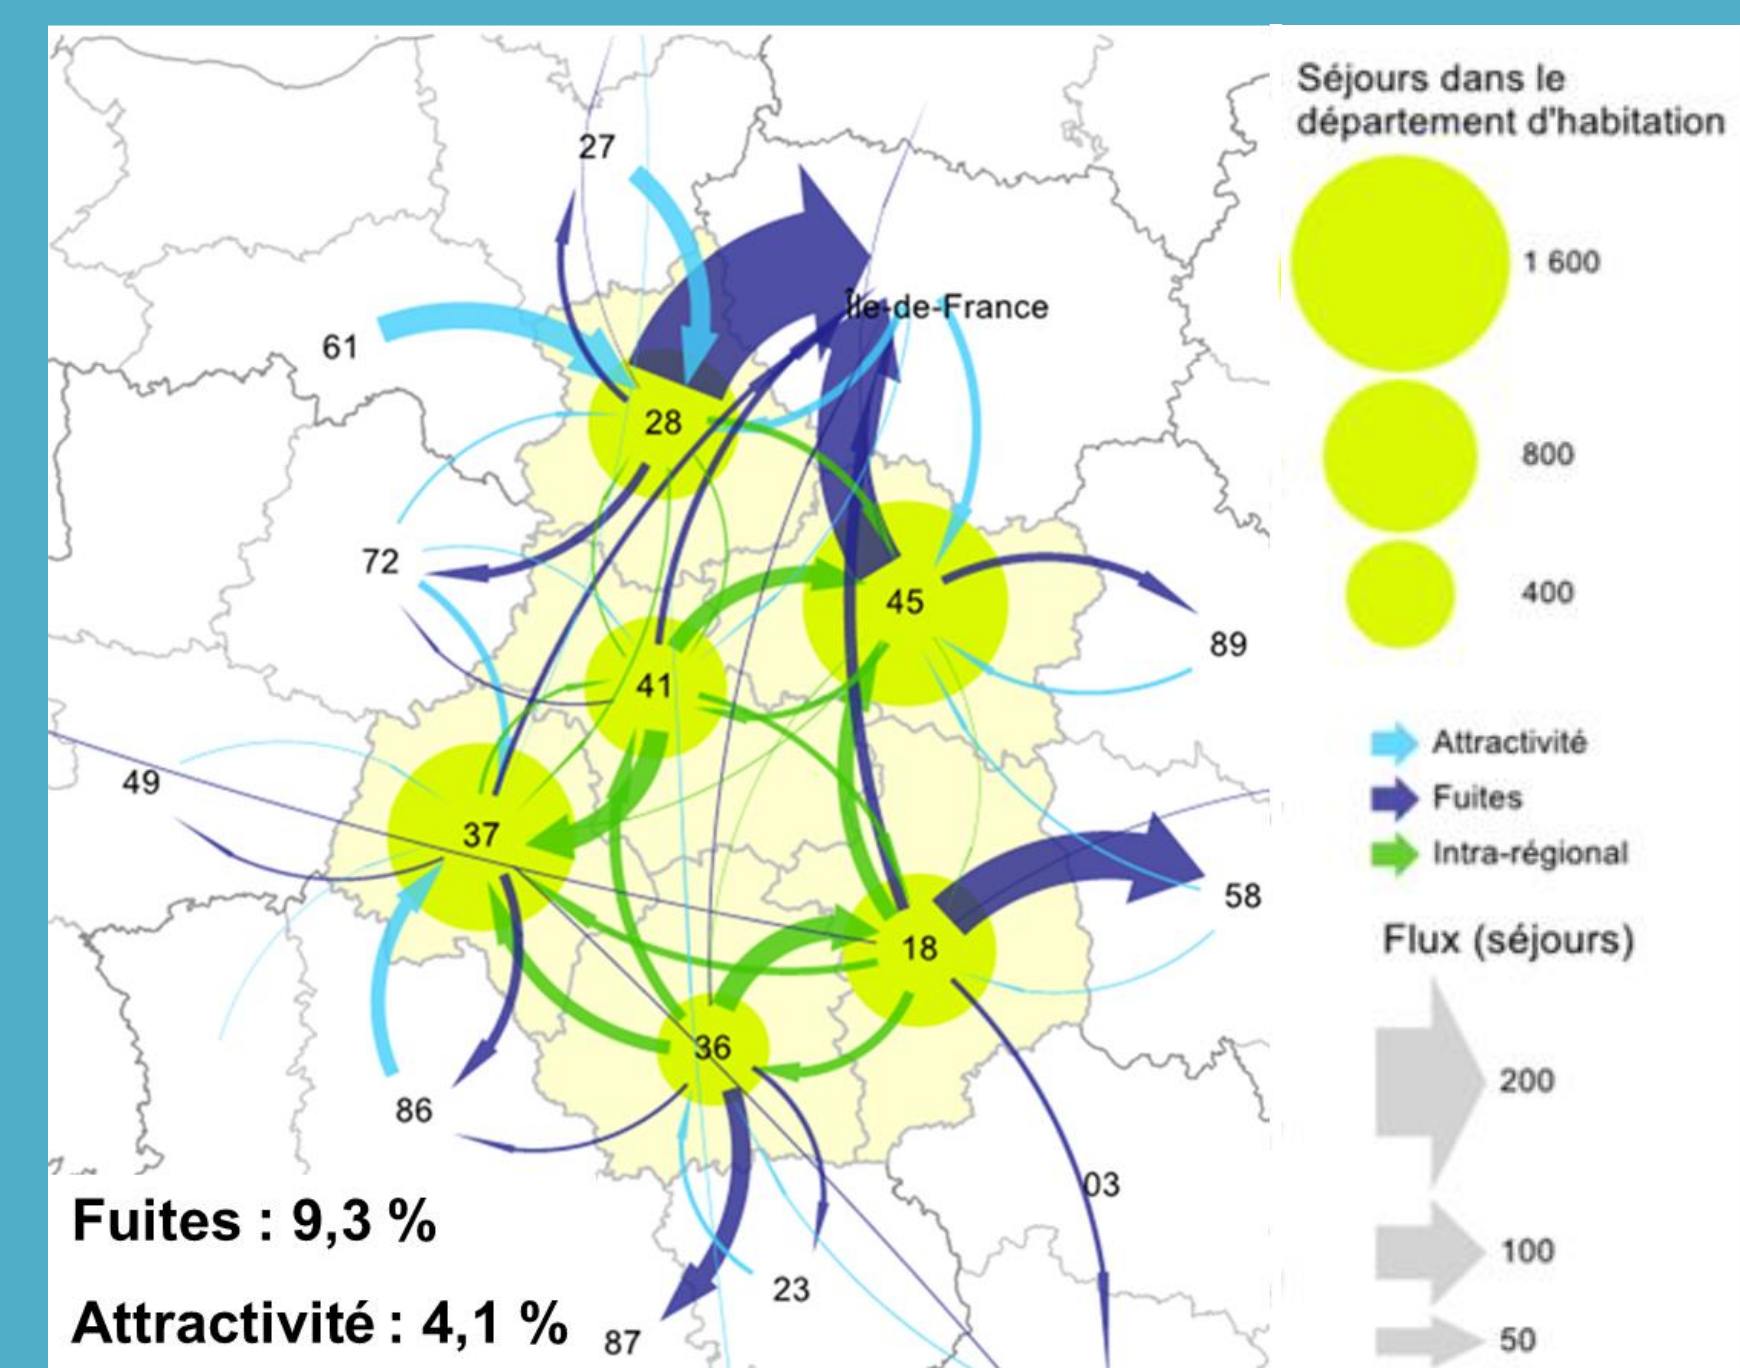 27
61
Île-de-France
28
72
45
89
41
49
37
58
18
36
86
03
23
87
Fuites : 9,3 %
Attractivité : 4,1 %
Séjours dans le
département d'habitation
1 600
800
400
Attractivité
Fuites
Intra-régional
Flux (séjours)
200
100
50